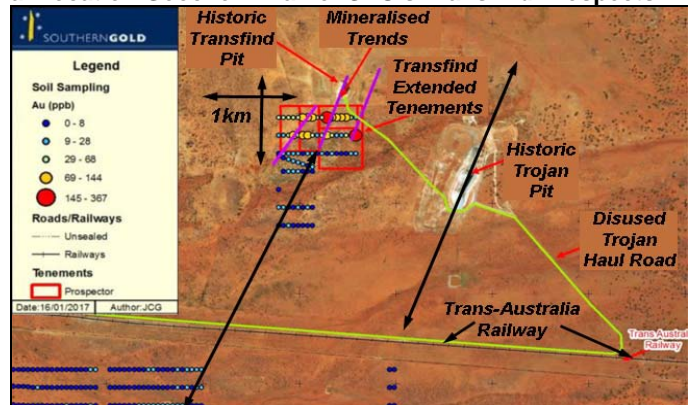 SOUTHERNGOLD
Legend
Soil Sampling
Au (ppb)
0 - 8
9 - 28
29 - 68
69 - 144
145 - 367
Roads/Railways
Unsealed
Railways
Tenements
Prospector
Date:16/01/2017 Author:JCG
Historic
Transfind
Pit
Mineralised
Trends
Transfind
Extended
Tenements
1km
Historic
Trojan
Pit
Disused
Trojan
Haul Road
Trans-Australia
Railway
Railway